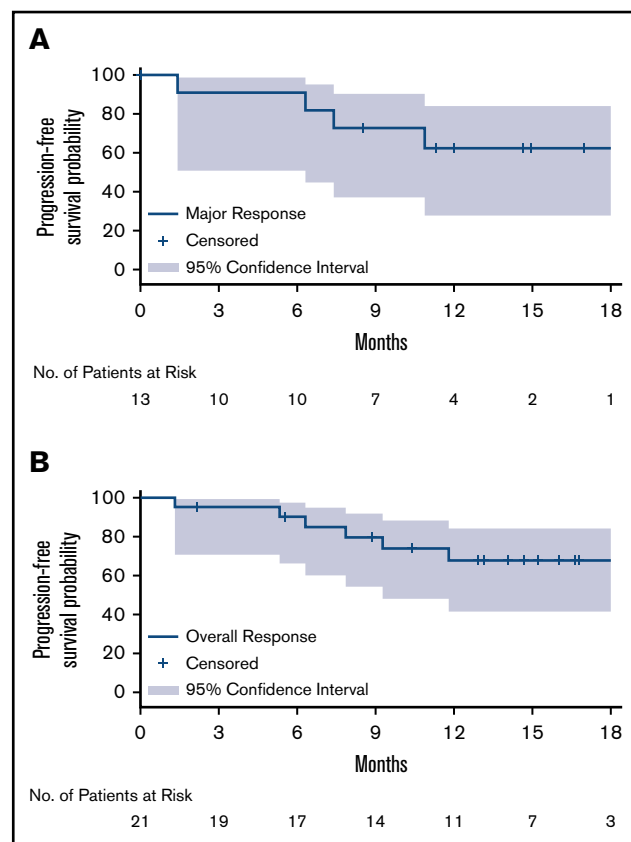 A
Progression-free
survival probability
100
80
60
40
20
0
Major Response
Censored
95% Confidence Interval
0 3 6 9 12 15 18
Months
No. of Patients at Risk
13 10 10 7 4 2 1
B
Progression-free
survival probability
100
80
60
40
20
0
Overall Response
Censored
95% Confidence Interval
0 3 6 9 12 15 18
Months
No. of Patients at Risk
21 19 17 14 11 7 3